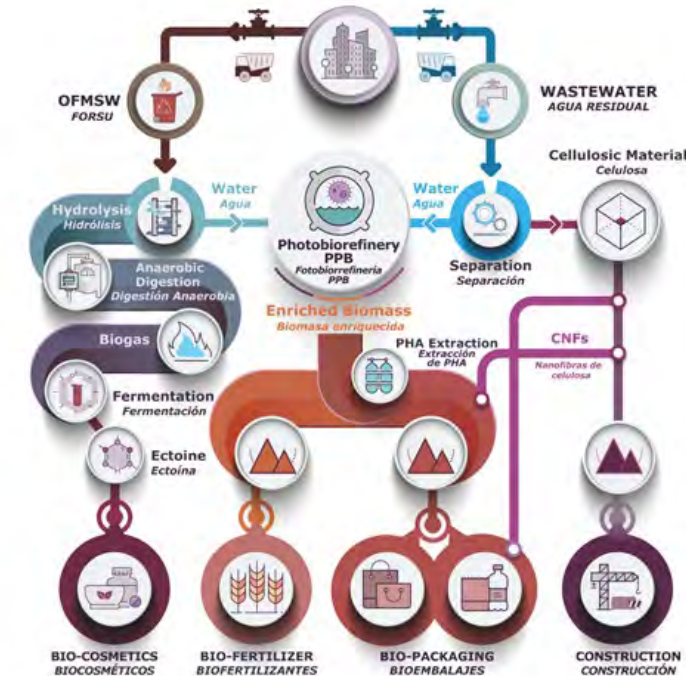 OFMSW
FORSU
WASTEWATER
AGUA RESIDUAL
Cellulosic Material
Celulosa
Hydrolysis
Hidrólisis
Water
Agua
Photobiorefinery
PPB
Fotobiorrefinería
PPB
Water
Agua
Separation
Separación
Anaerobic
Digestion
Digestión Anaerobia
Enriched Biomass
Biomasa enriquecida
Biogas
PHA Extraction
Extracción
de PHA
CNFs
Nanofibras de
celulosa
Fermentation
Fermentación
Ectoine
Ectoína
BIO-COSMETICS
BIOCOSMÉTICOS
BIO-FERTILIZER
BIOFERTILIZANTES
BIO-PACKAGING
BIOEMBALAJES
CONSTRUCTION
CONSTRUCCIÓN